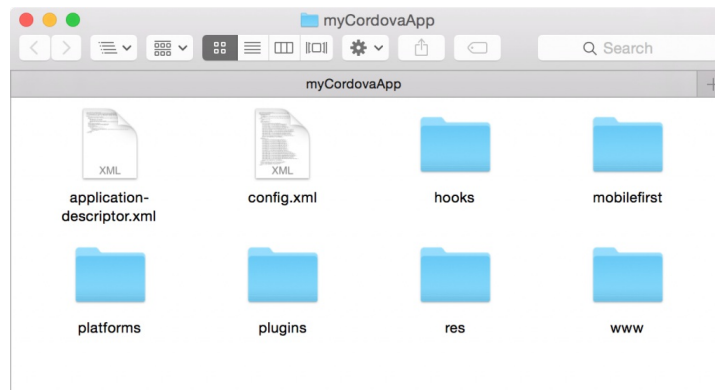 myCordovaApp
Search
myCordovaApp
XML
XML
application-
descriptor.xml
config.xml
hooks
mobilefirst
platforms
plugins
res
www